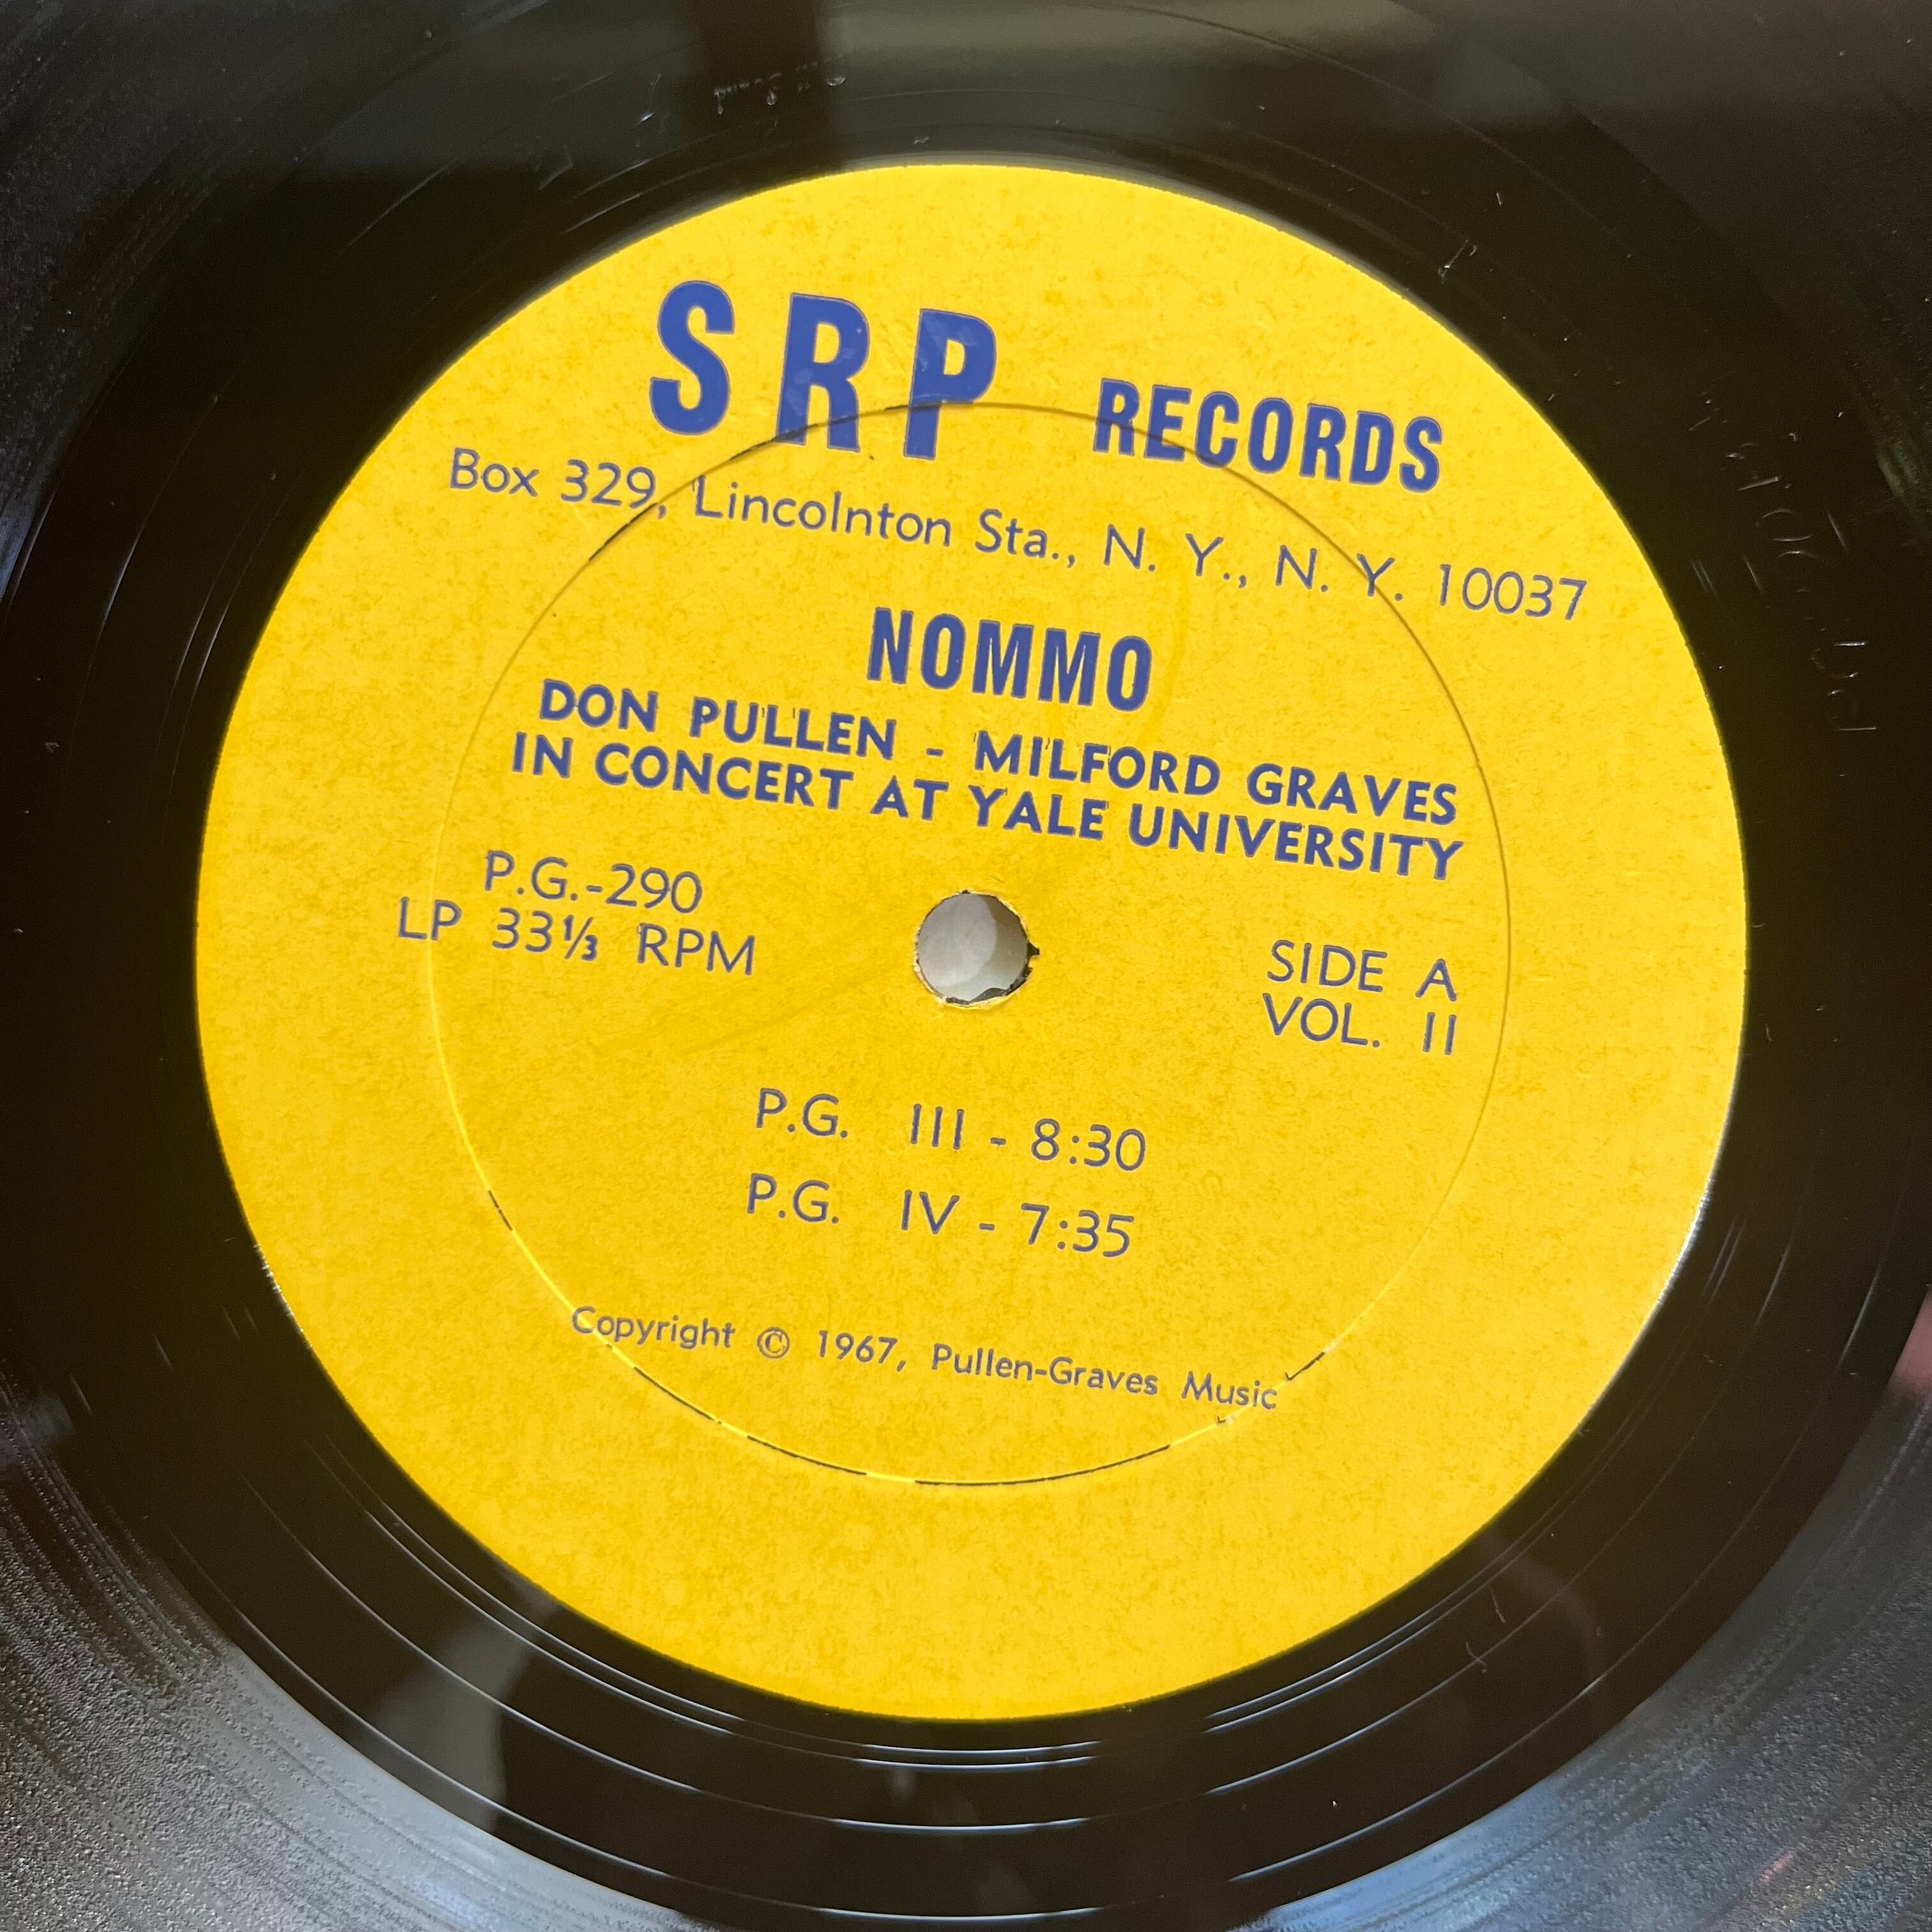 SRP RECORDS
Box 329, Lincolnton Sta., N. Y., N. Y. 10037
NOMMO
DON PULLEN - MILFORD GRAVES
IN CONCERT AT YALE UNIVERSITY
P.G.-290
LP 33⅓ RPM
SIDE A
VOL. II
P.G. III - 8:30
P.G. IV - 7:35
Copyright © 1967, Pullen-Graves Music